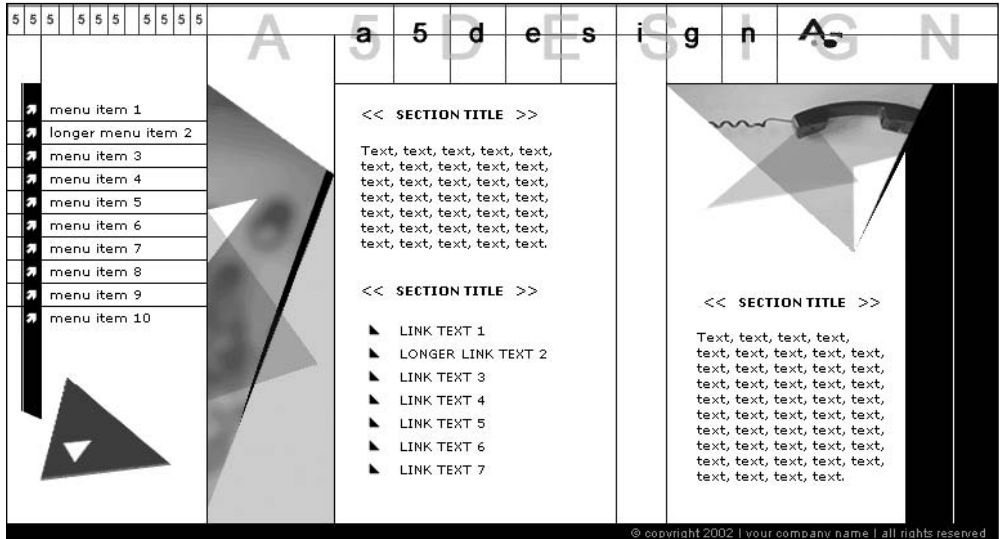 5 5 5 5 5 5 5 5 5
A 5 D E S I G N
a 5 d e s i g n
menu item 1
longer menu item 2
menu item 3
menu item 4
menu item 5
menu item 6
menu item 7
menu item 8
menu item 9
menu item 10
<< SECTION TITLE >>
Text, text, text, text, text,
text, text, text, text, text,
text, text, text, text, text,
text, text, text, text, text,
text, text, text, text, text,
text, text, text, text, text,
text, text, text, text, text.
<< SECTION TITLE >>
LINK TEXT 1
LONGER LINK TEXT 2
LINK TEXT 3
LINK TEXT 4
LINK TEXT 5
LINK TEXT 6
LINK TEXT 7
<< SECTION TITLE >>
Text, text, text, text,
text, text, text, text, text,
text, text, text, text, text,
text, text, text, text, text,
text, text, text, text, text,
text, text, text, text, text,
text, text, text, text, text,
text, text, text, text, text,
text, text, text, text, text,
text, text, text, text.
© copyright 2002 | your company name | all rights reserved